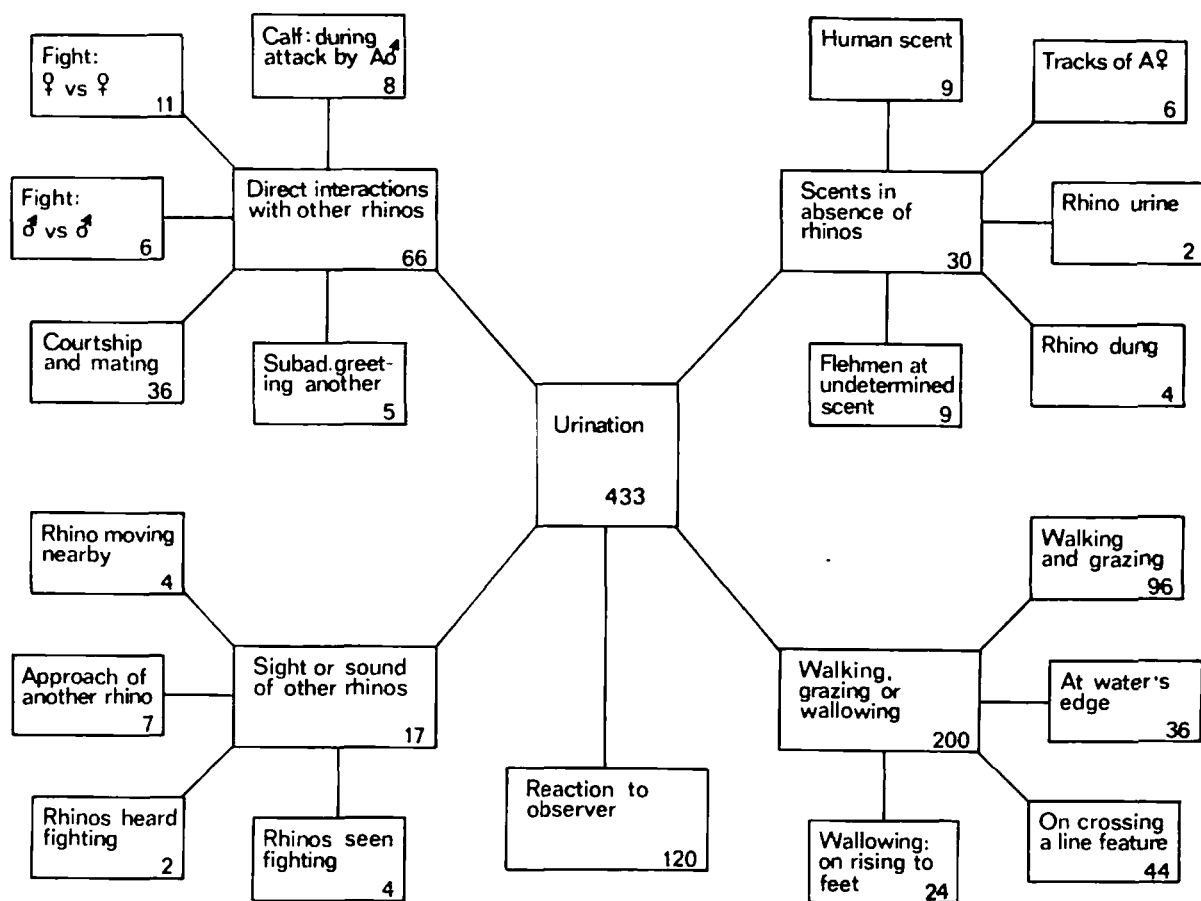 Fight:
♀ vs ♀
11
Calf: during
attack by A♂
8
Fight:
♂ vs ♂
6
Direct interactions
with other rhinos
66
Courtship
and mating
36
Subad. greet-
ing another
5
Human scent
9
Tracks of A♀
6
Scents in
absence of
rhinos
30
Rhino urine
2
Flehmen at
undetermined
scent
9
Rhino dung
4
Urination
433
Rhino moving
nearby
4
Approach of
another rhino
7
Sight or sound
of other rhinos
17
Rhinos heard
fighting
2
Rhinos seen
fighting
4
Reaction to
observer
120
Walking
and grazing
96
Walking,
grazing or
wallowing
200
At water's
edge
36
Wallowing:
on rising to
feet
24
On crossing
a line feature
44